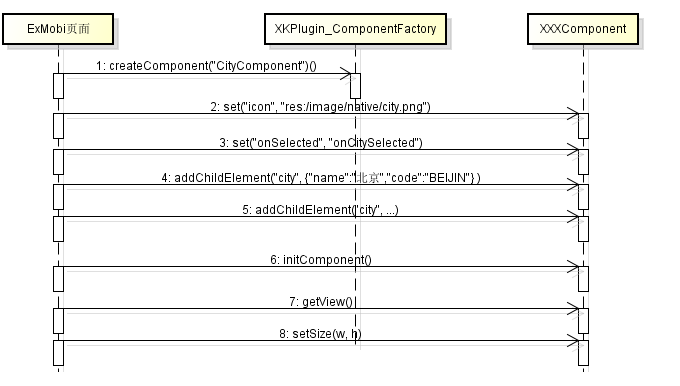 ExMobi页面
XKPlugin_ComponentFactory
XXXComponent
1: createComponent("CityComponent")()
2: set("icon", "res:/image/native/city.png")
3: set("onSelected", "onCitySelected")
4: addChildElement("city", {"name":"北京","code":"BEIJIN"} )
5: addChildElement("city", ...)
6: initComponent()
7: getView()
8: setSize(w, h)